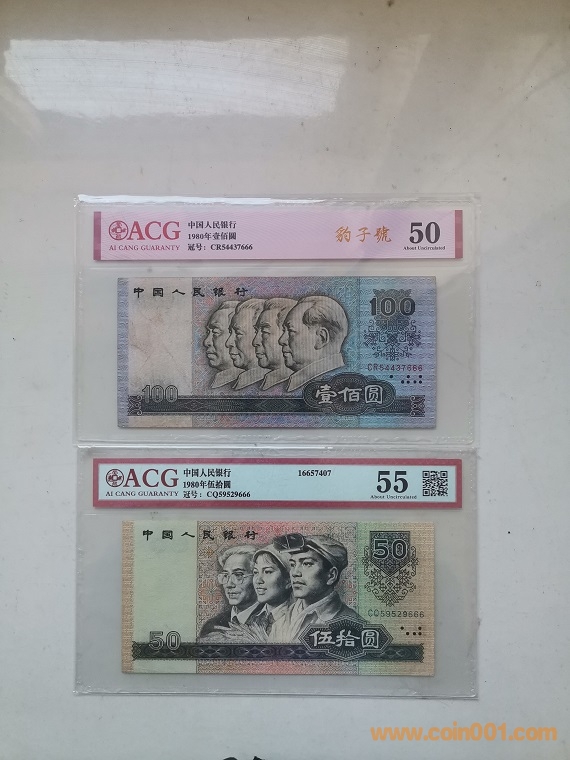 ACG
AI CANG GUARANTY
中国人民银行
1980年壹佰圆
冠号：CR54437666
豹子號
50
About Uncirculated
中国人民银行
100
CR54437666
100
壹佰圆
ACG
AI CANG GUARANTY
中国人民银行
1980年伍拾圆
冠号：CQ59529666
16657407
55
About Uncirculated
中国人民银行
50
CQ59529666
50
伍拾圆
www.coin001.com